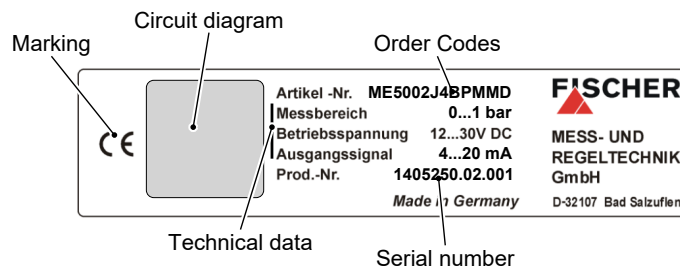 Circuit diagram
Marking
Order Codes
Artikel -Nr. ME5002J4BPMMD
Messbereich 0...1 bar
Betriebsspannung 12...30V DC
Ausgangssignal 4...20 mA
Prod.-Nr. 1405250.02.001
Made in Germany
CE
FISCHER
MESS- UND
REGELTECHNIK
GmbH
D-32107 Bad Salzuflen
Technical data
Serial number